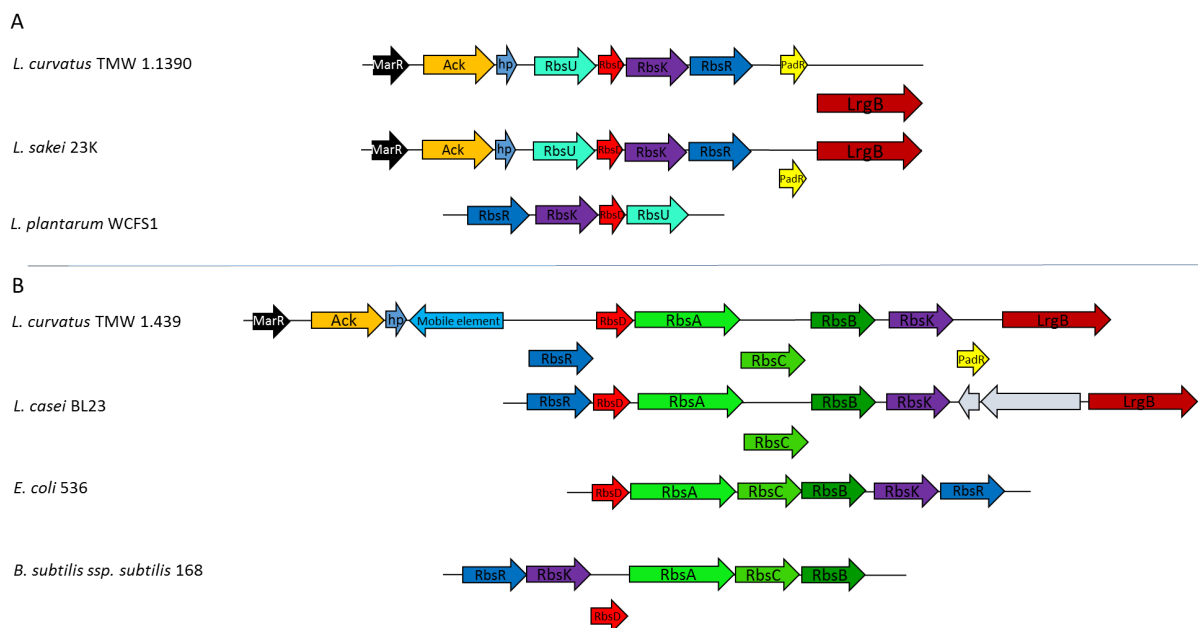 A
L. curvatus TMW 1.1390
MarR Ack hp RbsU RbsD RbsK RbsR PadR
LrgB
L. sakei 23K
MarR Ack hp RbsU RbsD RbsK RbsR LrgB
PadR
L. plantarum WCFS1
RbsR RbsK RbsD RbsU
B
L. curvatus TMW 1.439
MarR Ack hp Mobile element RbsD RbsA RbsB RbsK LrgB
RbsR RbsC PadR
L. casei BL23
RbsR RbsD RbsA RbsB RbsK LrgB
RbsC
E. coli 536
RbsD RbsA RbsC RbsB RbsK RbsR
B. subtilis ssp. subtilis 168
RbsR RbsK RbsA RbsC RbsB
RbsD